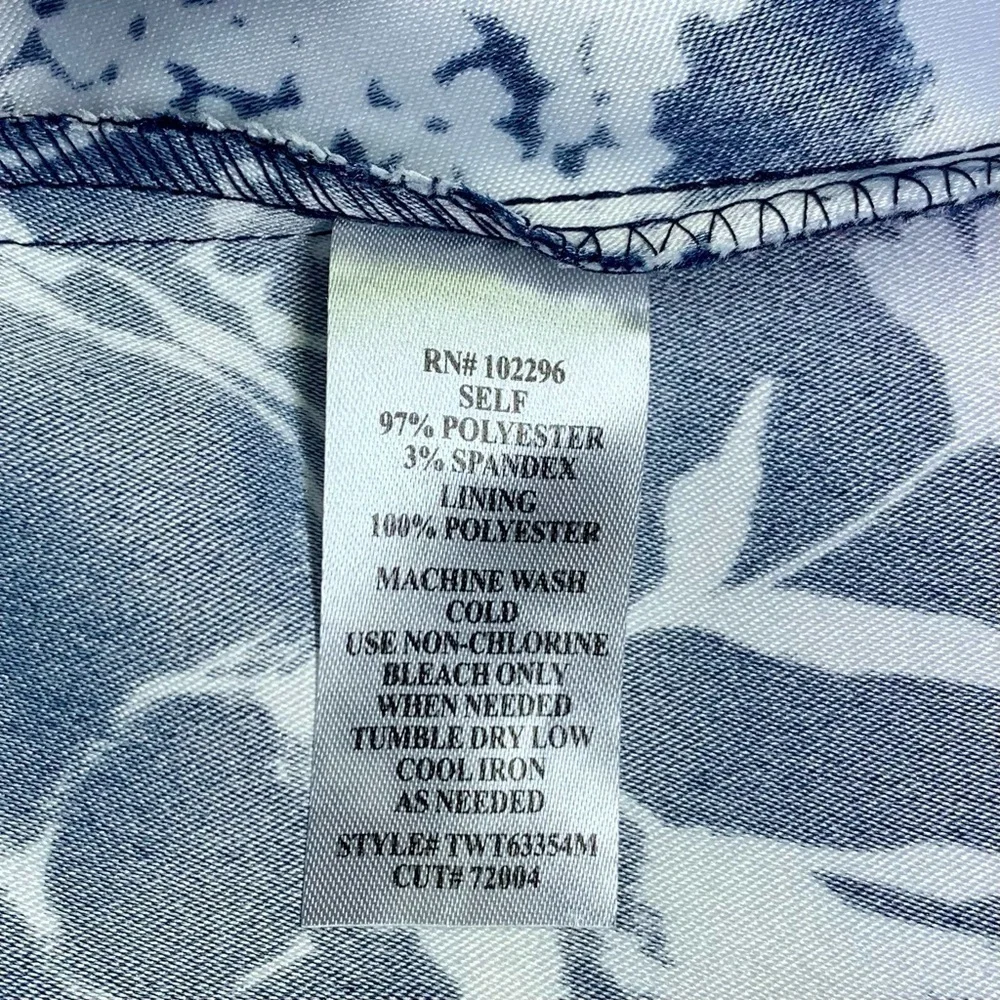 RN# 102296
SELF
97% POLYESTER
3% SPANDEX
LINING
100% POLYESTER
MACHINE WASH
COLD
USE NON-CHLORINE
BLEACH ONLY
WHEN NEEDED
TUMBLE DRY LOW
COOL IRON
AS NEEDED
STYLE# TWT63354M
CUT# 72004